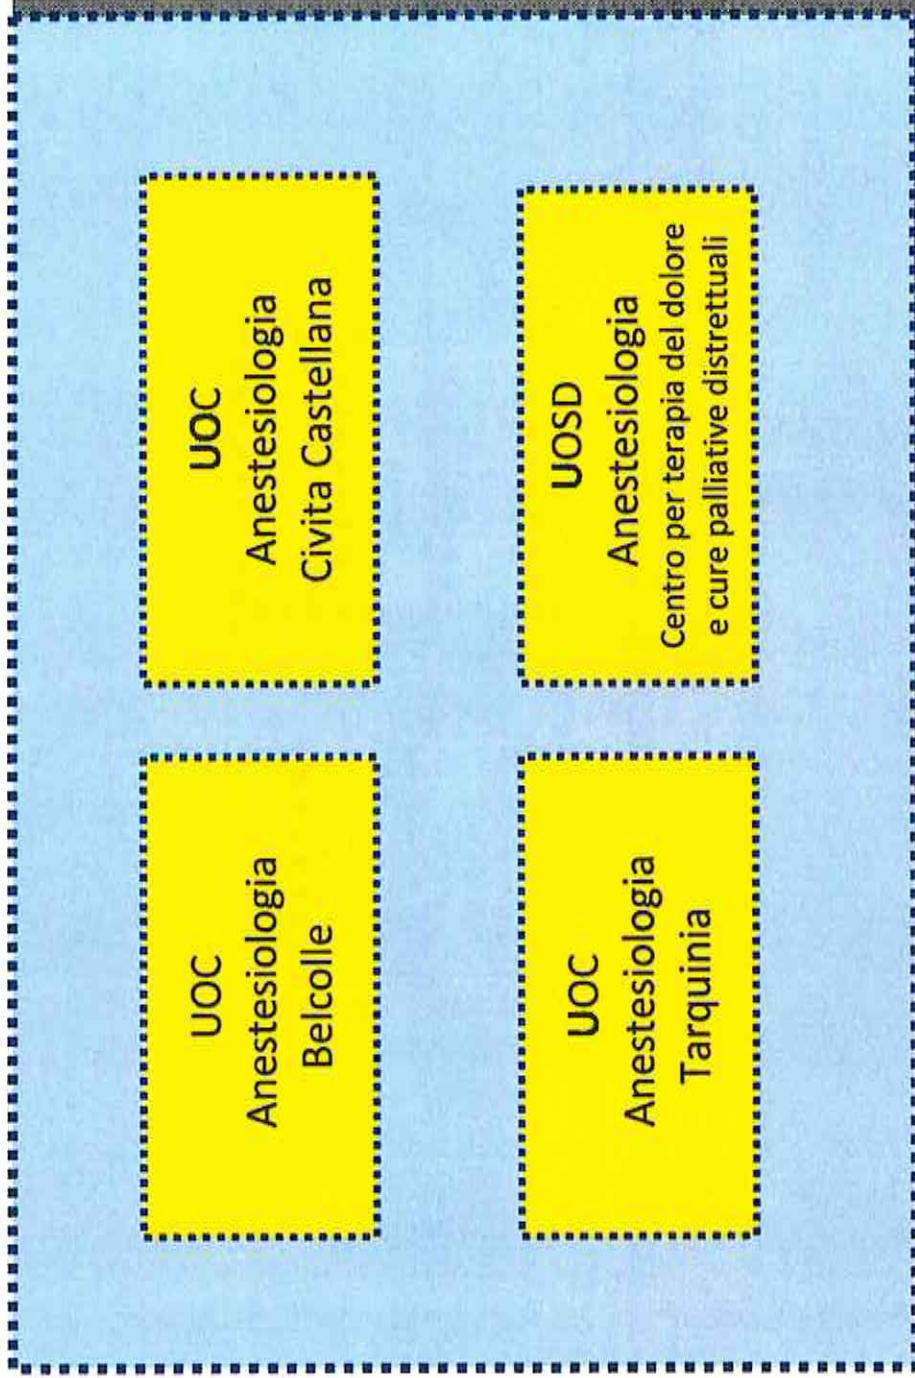 UOC
Anestesiologia
Belcolle
UOC
Anestesiologia
Civita Castellana
UOC
Anestesiologia
Tarquinia
UOSD
Anestesiologia
Centro per terapia del dolore
e cure palliative distrettuali